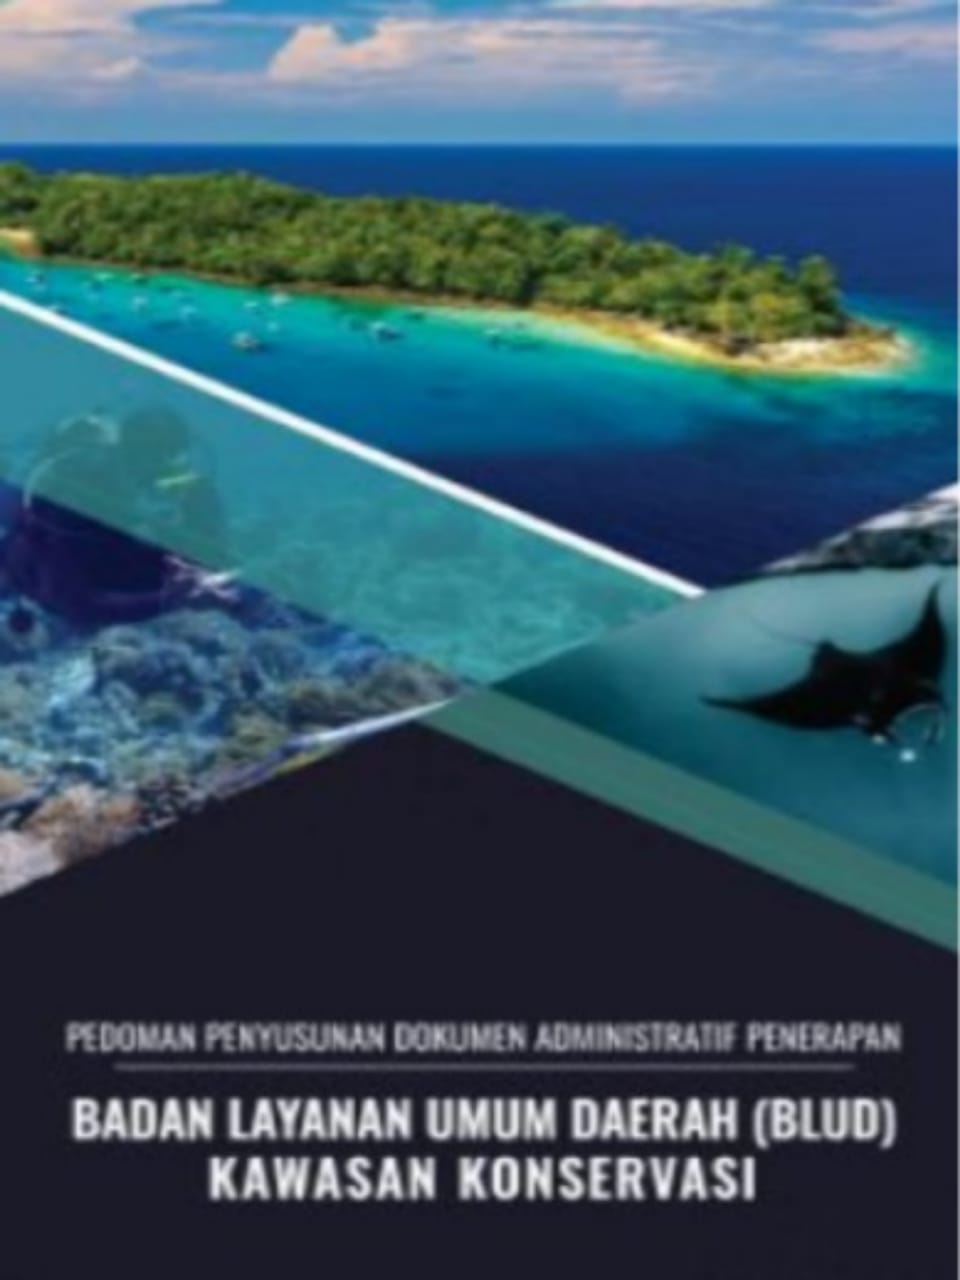 PEDOMAN PENYUSUNAN DOKUMEN ADMINISTRATIF PENERAPAN
BADAN LAYANAN UMUM DAERAH (BLUD)
KAWASAN KONSERVASI